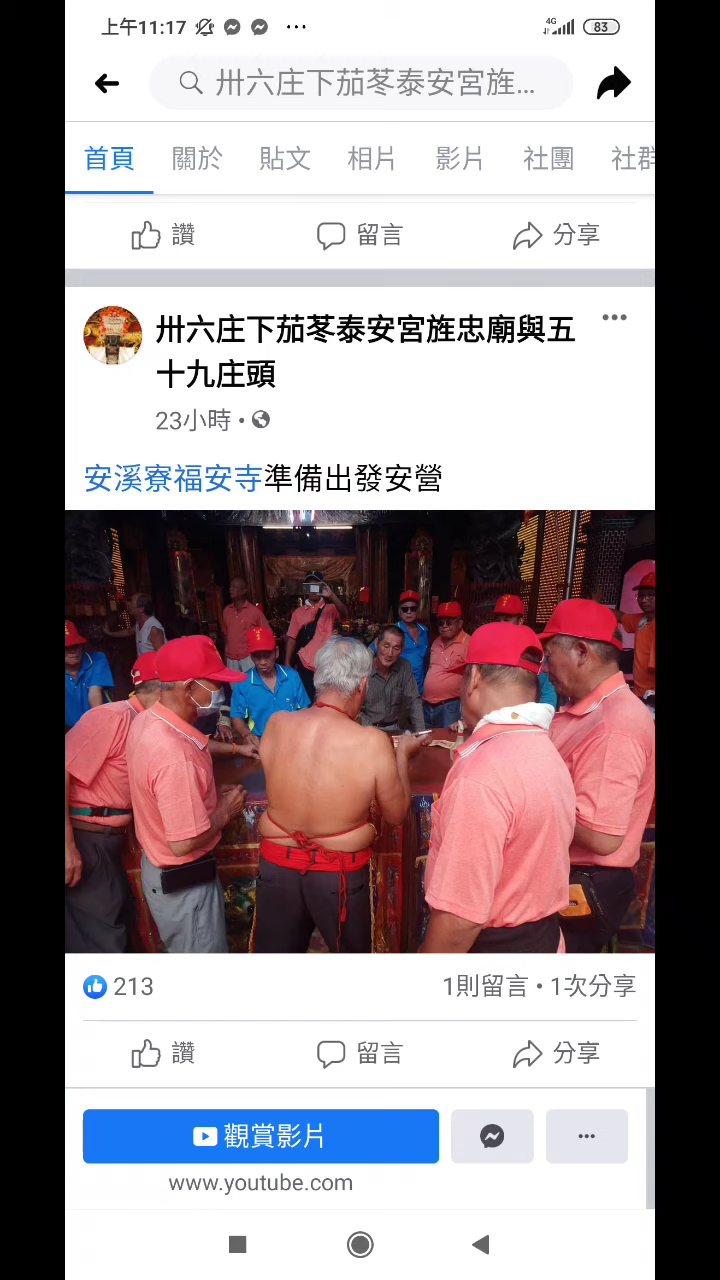 上午11:17 ... 4G 83
卅六庄下茄苳泰安宮旌...
首頁 關於 貼文 相片 影片 社團 社群
讚 留言 分享
卅六庄下茄苳泰安宮旌忠廟與五
十九庄頭
23小時 •
安溪寮福安寺準備出發安營
213 1則留言 • 1次分享
讚 留言 分享
觀賞影片
www.youtube.com